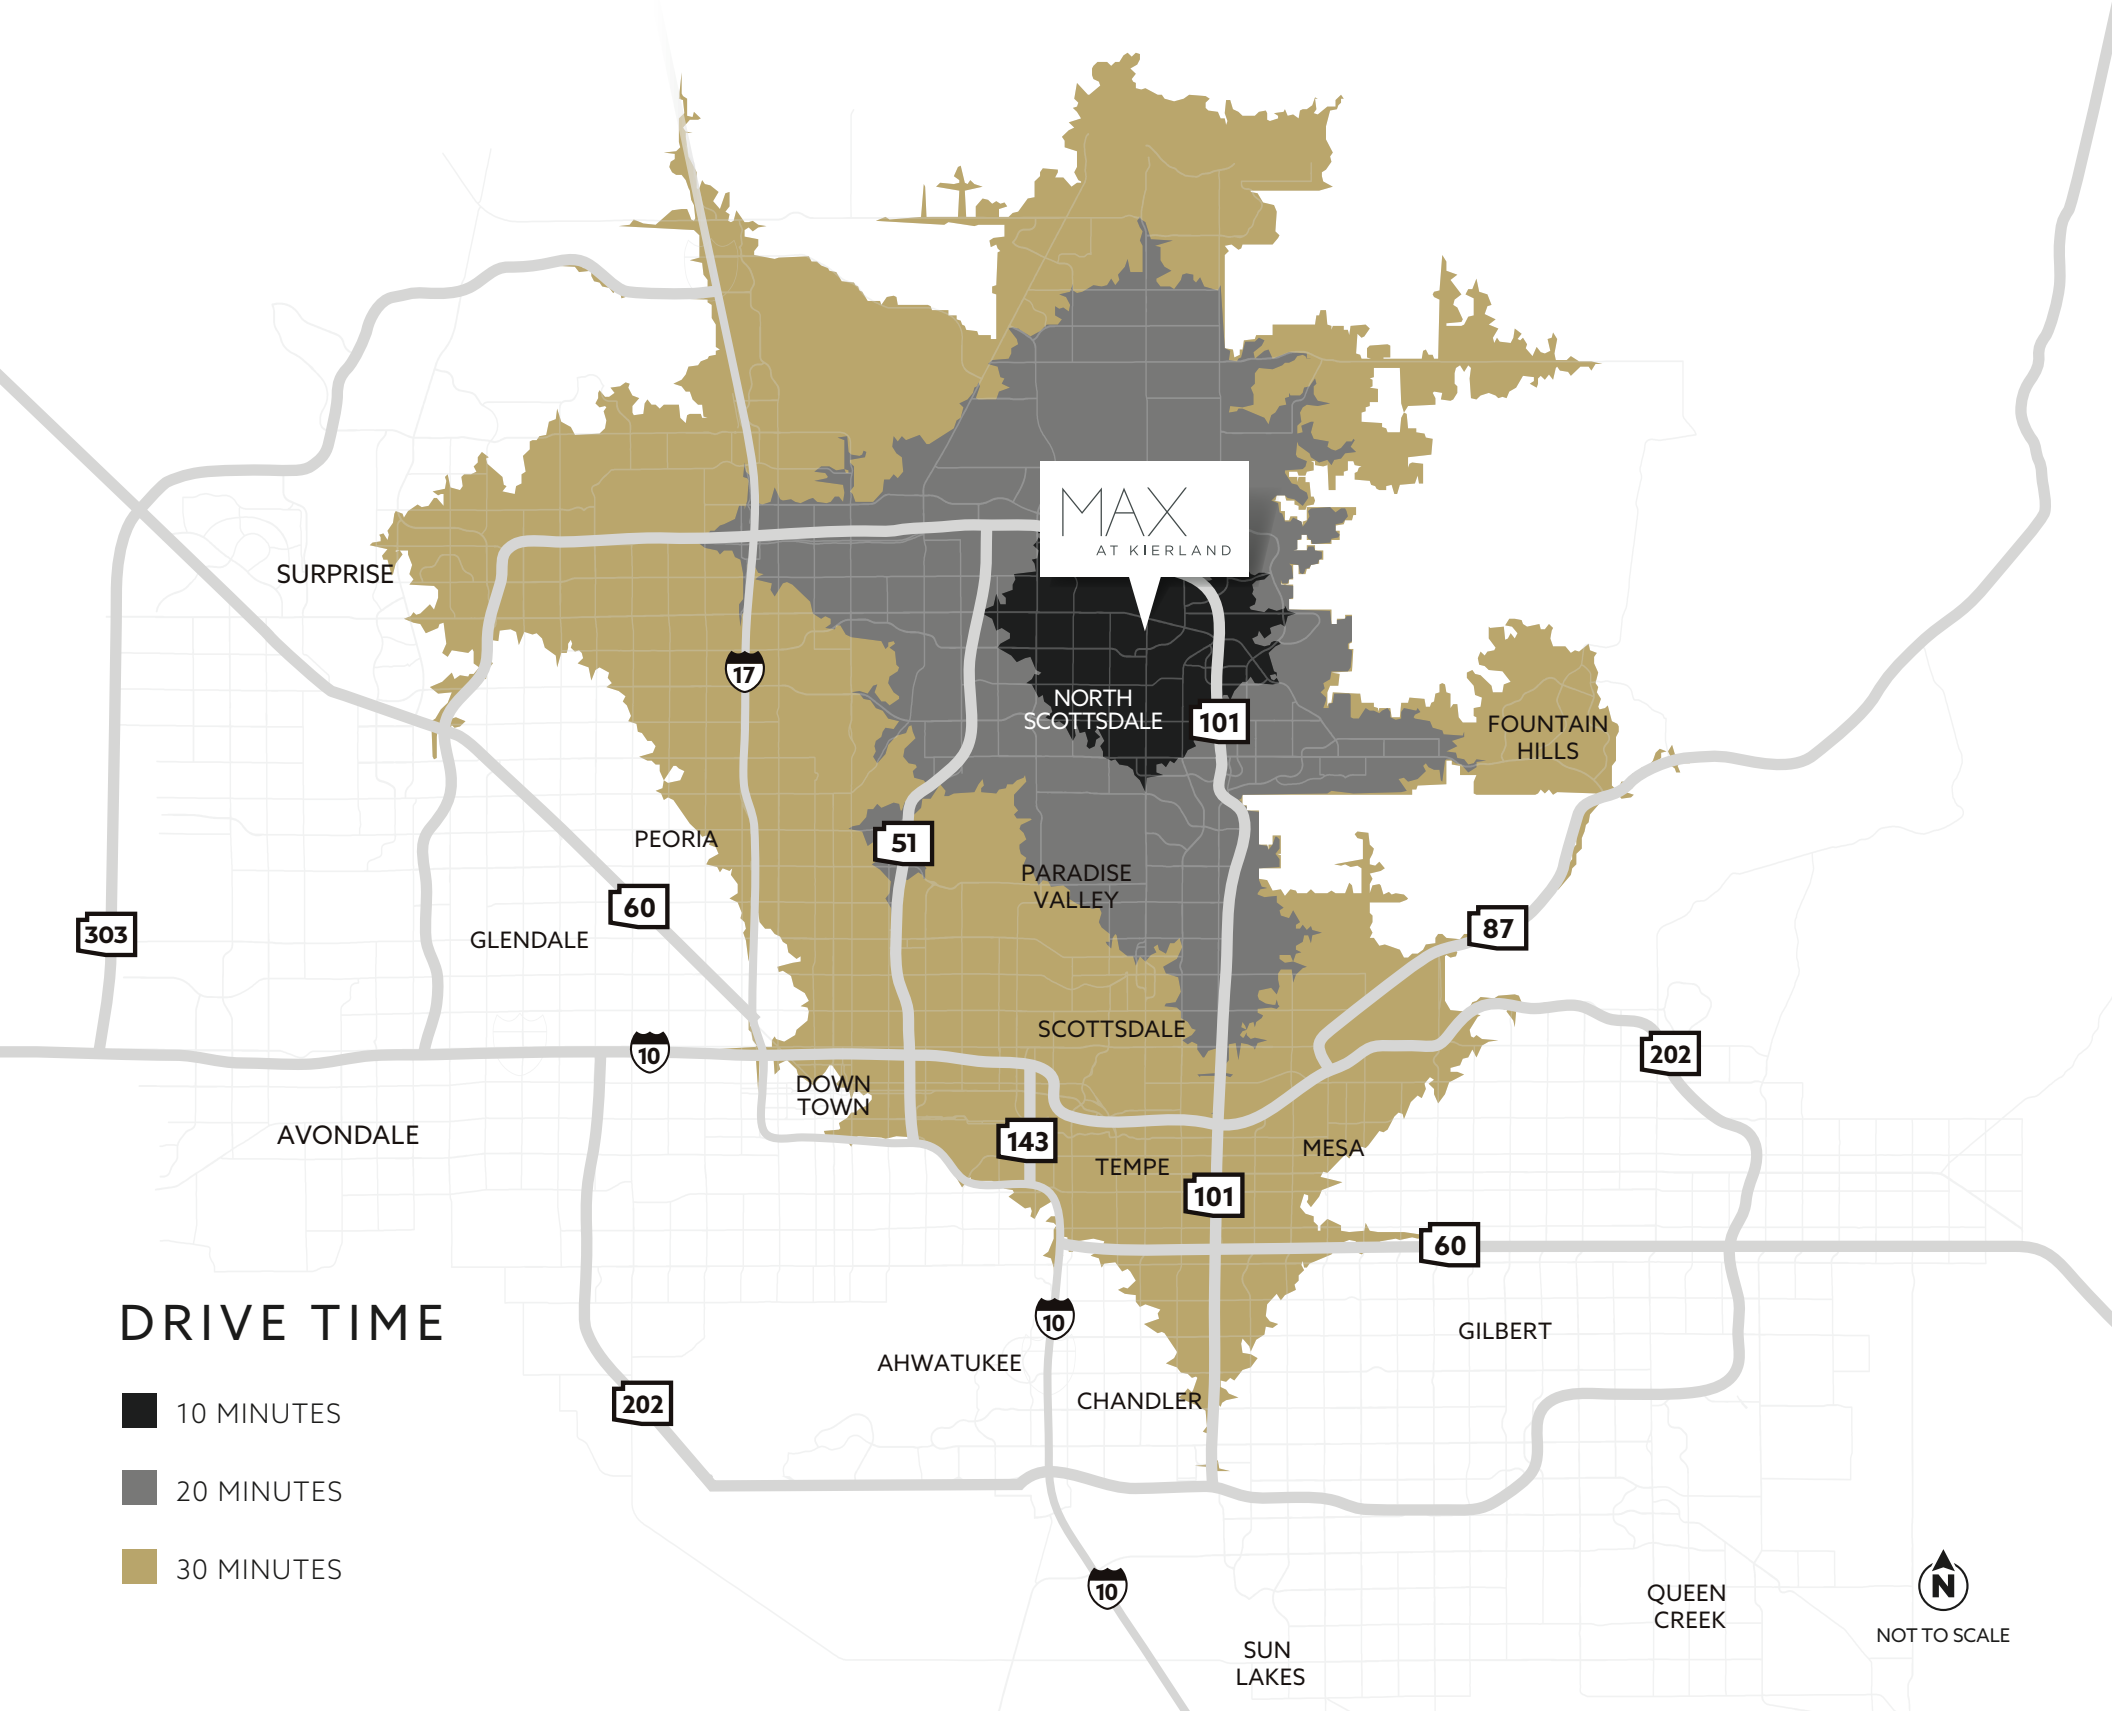 MAX
AT KIERLAND
SURPRISE
17
NORTH
SCOTTSDALE
101
FOUNTAIN
HILLS
PEORIA
51
PARADISE
VALLEY
60
303
GLENDALE
87
SCOTTSDALE
10
202
DOWN
TOWN
AVONDALE
143
MESA
TEMPE
101
60
DRIVE TIME
10
GILBERT
AHWATUKEE
202
CHANDLER
10 MINUTES
20 MINUTES
30 MINUTES
10
QUEEN
CREEK
N
NOT TO SCALE
SUN
LAKES